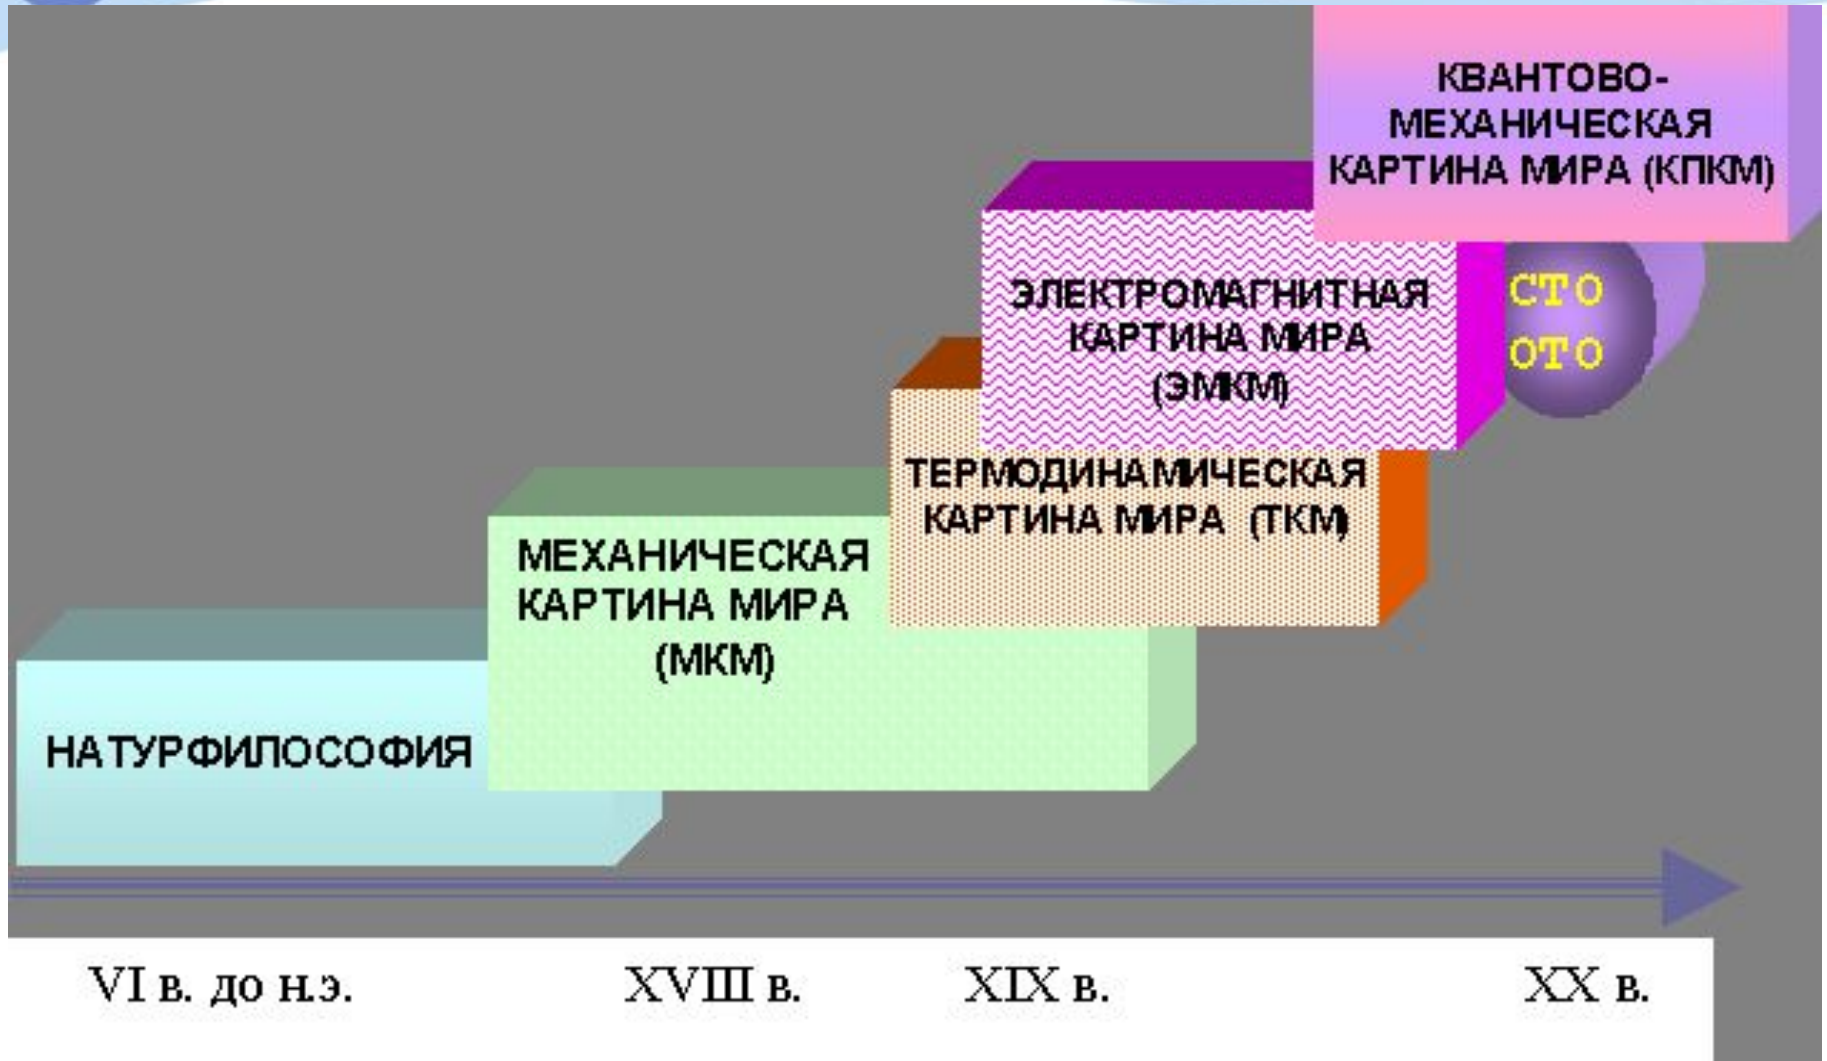 КВАНТОВО-
МЕХАНИЧЕСКАЯ
КАРТИНА МИРА (КПКМ)
ЭЛЕКТРОМАГНИТНАЯ
КАРТИНА МИРА
(ЭМКМ)
СТО
ОТО
ТЕРМОДИНАМИЧЕСКАЯ
КАРТИНА МИРА (ТКМ)
МЕХАНИЧЕСКАЯ
КАРТИНА МИРА
(МКМ)
НАТУРФИЛОСОФИЯ
VI в. до н.э. XVIII в. XIX в. XX в.